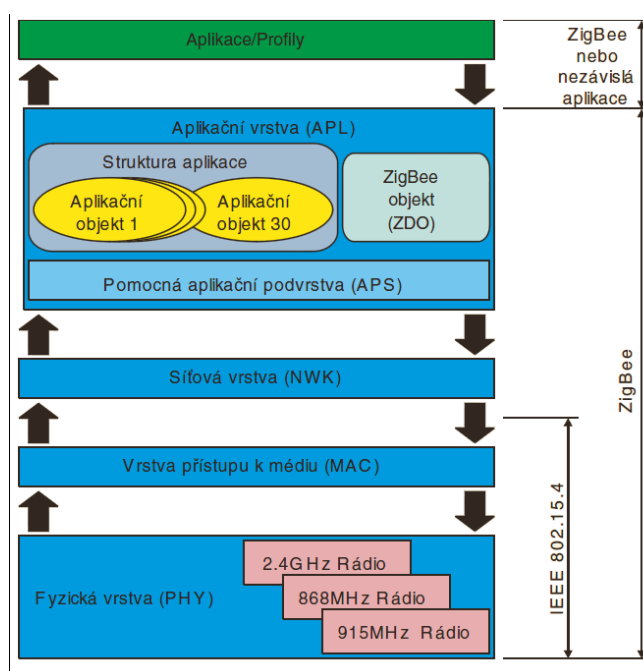 Aplikace/Profily
ZigBee
nebo
nezávislá
aplikace
Aplikační vrstva (APL)
Struktura aplikace
Aplikační
objekt 1
Aplikační
objekt 30
ZigBee
objekt
(ZDO)
Pomocná aplikační podvrstva (APS)
Síťová vrstva (NWK)
Vrstva přístupu k médiu (MAC)
Fyzická vrstva (PHY)
2.4GHz Rádio
868MHz Rádio
915MHz Rádio
IEEE 802.15.4
ZigBee